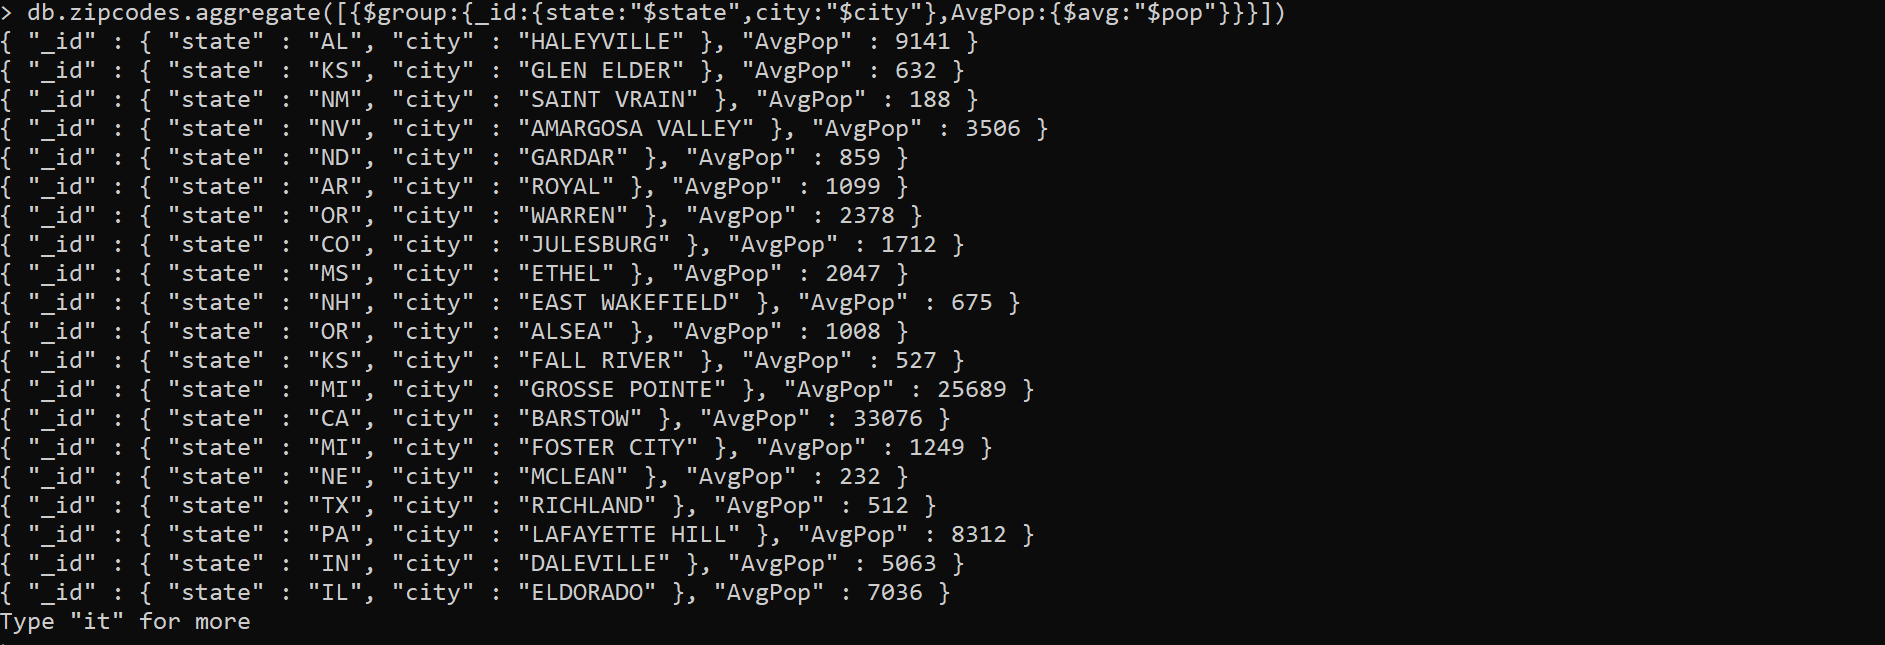 > db.zipcodes.aggregate([{$group:{_id:{state:"$state",city:"$city"},AvgPop:{$avg:"$pop"}}}])
{ "_id" : { "state" : "AL", "city" : "HALEYVILLE" }, "AvgPop" : 9141 }
{ "_id" : { "state" : "KS", "city" : "GLEN ELDER" }, "AvgPop" : 632 }
{ "_id" : { "state" : "NM", "city" : "SAINT VRAIN" }, "AvgPop" : 188 }
{ "_id" : { "state" : "NV", "city" : "AMARGOSA VALLEY" }, "AvgPop" : 3506 }
{ "_id" : { "state" : "ND", "city" : "GARDAR" }, "AvgPop" : 859 }
{ "_id" : { "state" : "AR", "city" : "ROYAL" }, "AvgPop" : 1099 }
{ "_id" : { "state" : "OR", "city" : "WARREN" }, "AvgPop" : 2378 }
{ "_id" : { "state" : "CO", "city" : "JULESBURG" }, "AvgPop" : 1712 }
{ "_id" : { "state" : "MS", "city" : "ETHEL" }, "AvgPop" : 2047 }
{ "_id" : { "state" : "NH", "city" : "EAST WAKEFIELD" }, "AvgPop" : 675 }
{ "_id" : { "state" : "OR", "city" : "ALSEA" }, "AvgPop" : 1008 }
{ "_id" : { "state" : "KS", "city" : "FALL RIVER" }, "AvgPop" : 527 }
{ "_id" : { "state" : "MI", "city" : "GROSSE POINTE" }, "AvgPop" : 25689 }
{ "_id" : { "state" : "CA", "city" : "BARSTOW" }, "AvgPop" : 33076 }
{ "_id" : { "state" : "MI", "city" : "FOSTER CITY" }, "AvgPop" : 1249 }
{ "_id" : { "state" : "NE", "city" : "MCLEAN" }, "AvgPop" : 232 }
{ "_id" : { "state" : "TX", "city" : "RICHLAND" }, "AvgPop" : 512 }
{ "_id" : { "state" : "PA", "city" : "LAFAYETTE HILL" }, "AvgPop" : 8312 }
{ "_id" : { "state" : "IN", "city" : "DALEVILLE" }, "AvgPop" : 5063 }
{ "_id" : { "state" : "IL", "city" : "ELDORADO" }, "AvgPop" : 7036 }
Type "it" for more